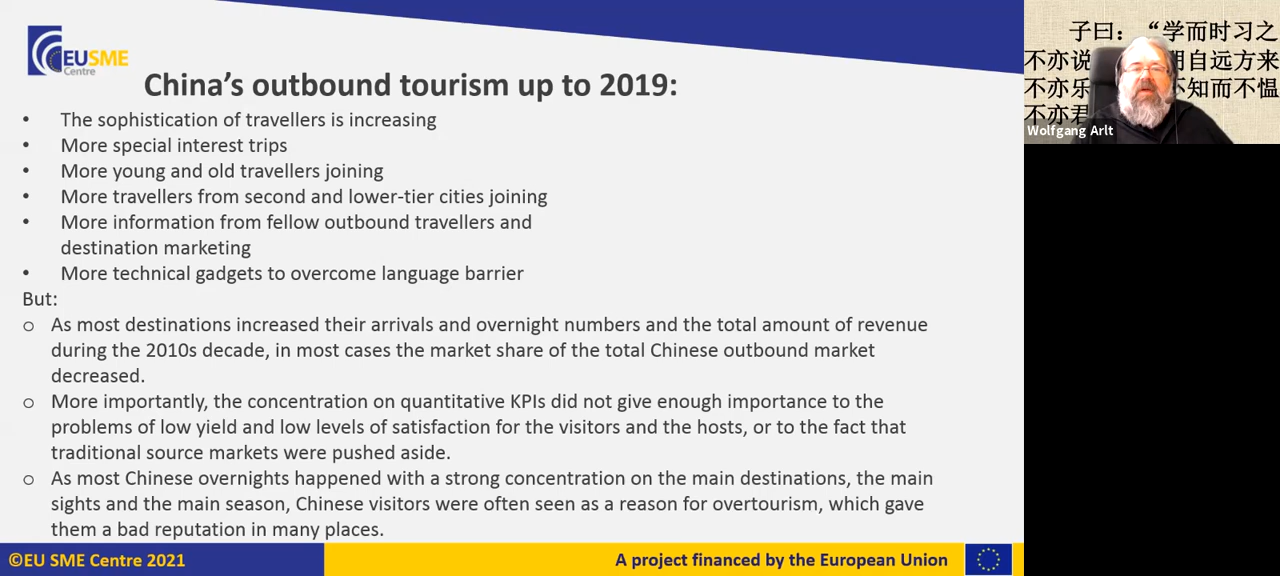 EUSME
Centre
China’s outbound tourism up to 2019:
• The sophistication of travellers is increasing
• More special interest trips
• More young and old travellers joining
• More travellers from second and lower-tier cities joining
• More information from fellow outbound travellers and
destination marketing
• More technical gadgets to overcome language barrier
But:
o As most destinations increased their arrivals and overnight numbers and the total amount of revenue
during the 2010s decade, in most cases the market share of the total Chinese outbound market
decreased.
o More importantly, the concentration on quantitative KPIs did not give enough importance to the
problems of low yield and low levels of satisfaction for the visitors and the hosts, or to the fact that
traditional source markets were pushed aside.
o As most Chinese overnights happened with a strong concentration on the main destinations, the main
sights and the main season, Chinese visitors were often seen as a reason for overtourism, which gave
them a bad reputation in many places.
©EU SME Centre 2021
A project financed by the European Union
子曰：“学而时习之
不亦说 朋自远方来
不亦乐 不知而不愠
不亦君
Wolfgang Arlt